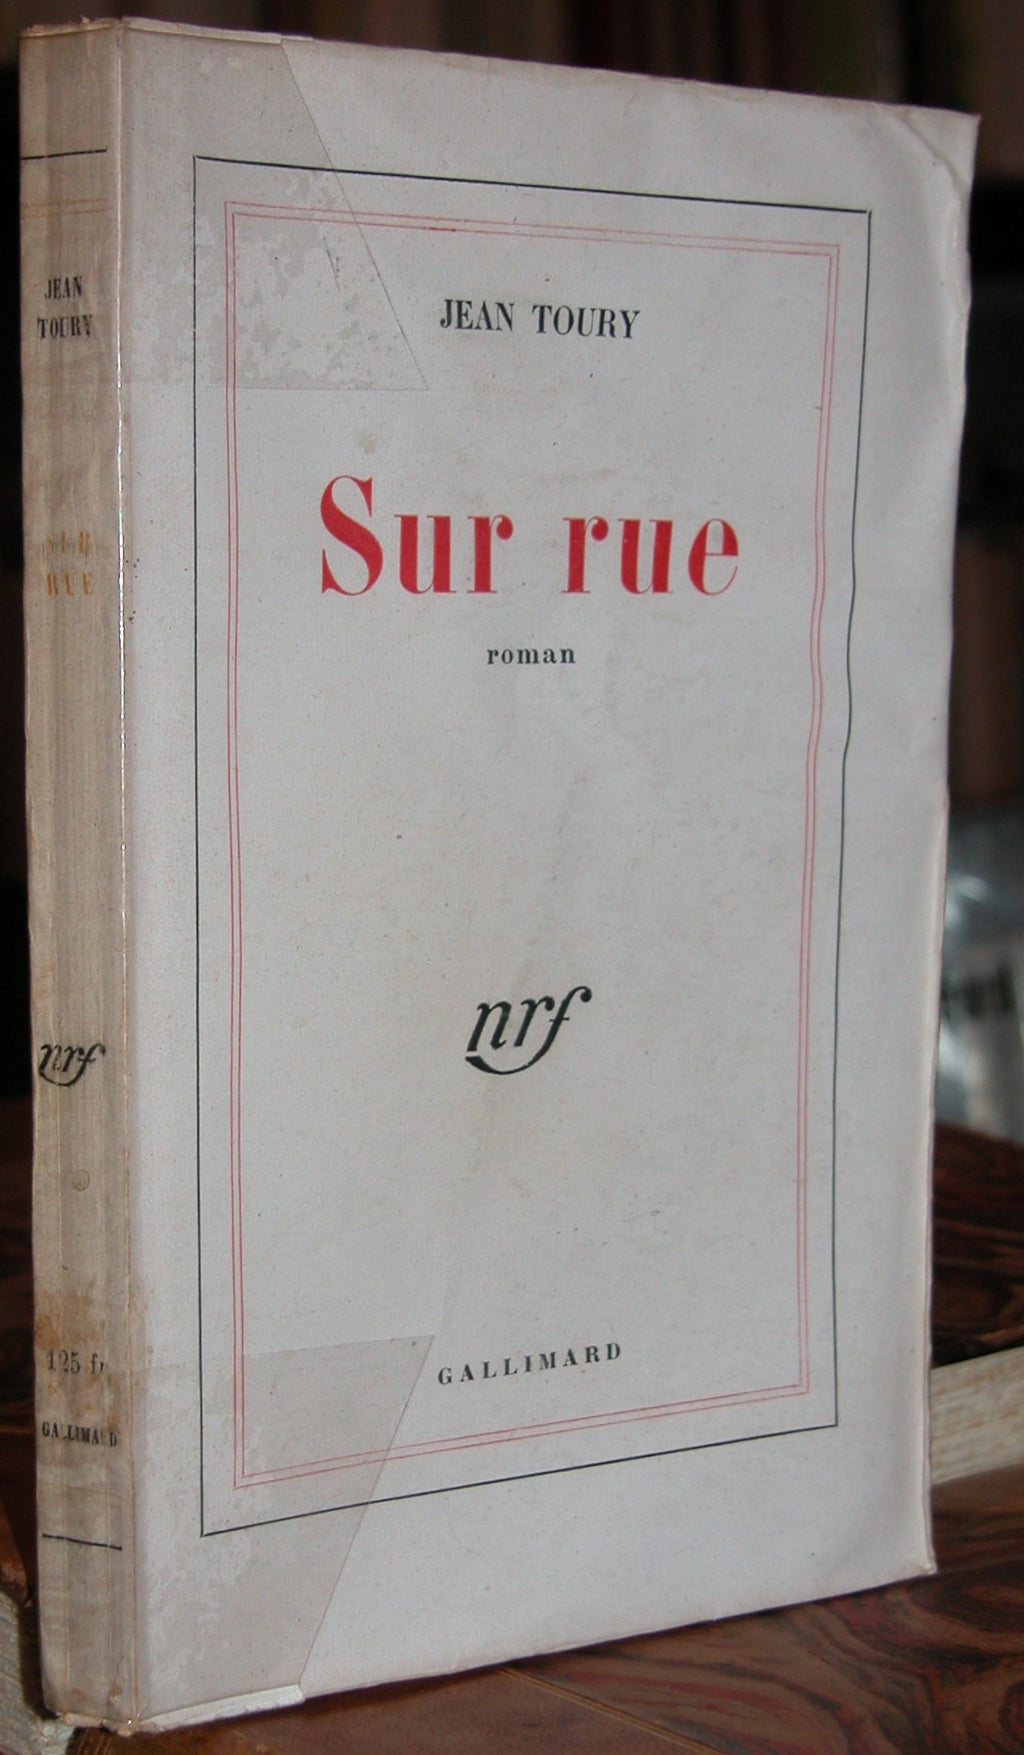 JEAN TOURY
Sur rue
roman
nrf
GALLIMARD
JEAN
TOURY
SUR
RUE
nrf
125 fr
GALLIMARD